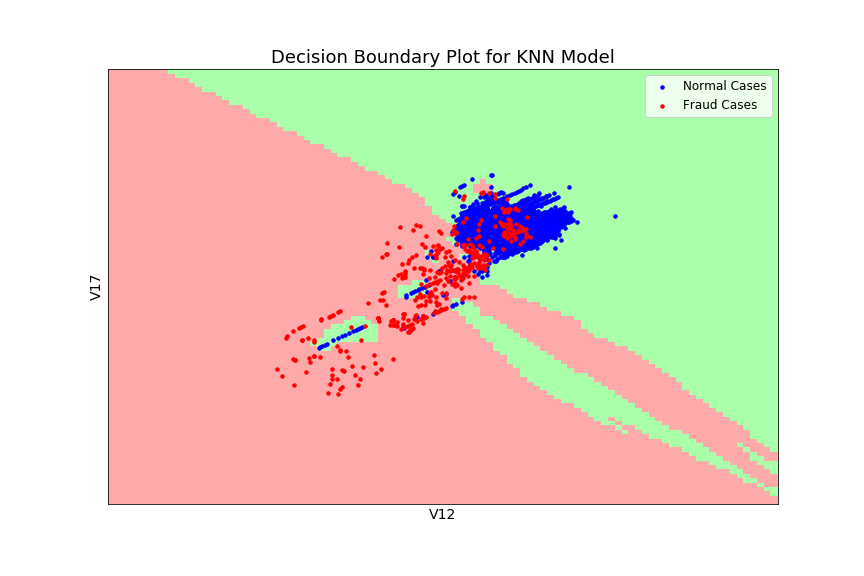 Decision Boundary Plot for KNN Model
Normal Cases
Fraud Cases
V17
V12